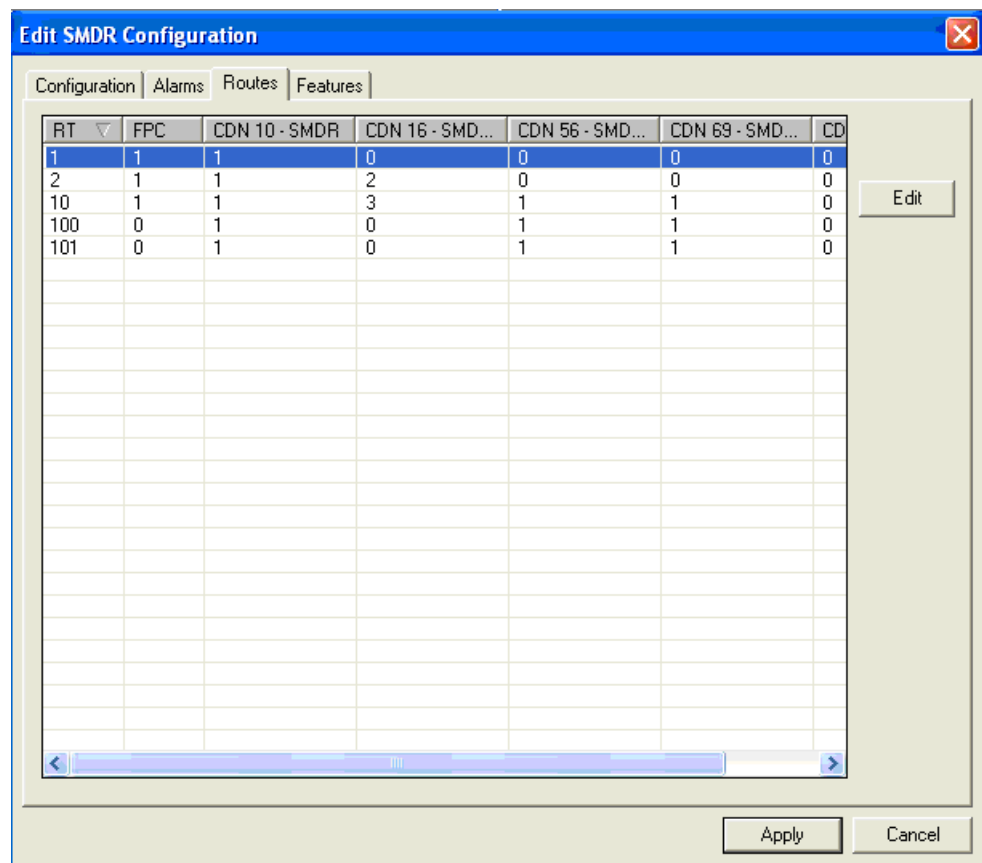 Edit SMDR Configuration
Configuration Alarms Routes Features
RT FPC CDN 10 - SMDR CDN 16 - SMD... CDN 56 - SMD... CDN 69 - SMD... CD
1 1 1 0 0 0 0
2 1 1 2 0 0 0
10 1 1 3 1 1 0
100 0 1 0 1 1 0
101 0 1 0 1 1 0
Edit
Apply Cancel